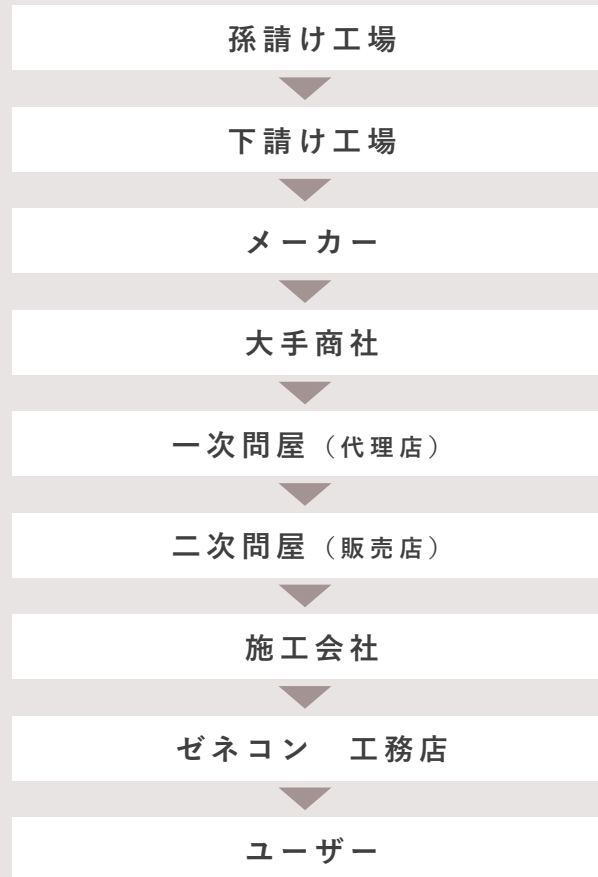 孫請け工場
下請け工場
メーカー
大手商社
一次問屋（代理店）
二次問屋（販売店）
施工会社
ゼネコン　工務店
ユーザー